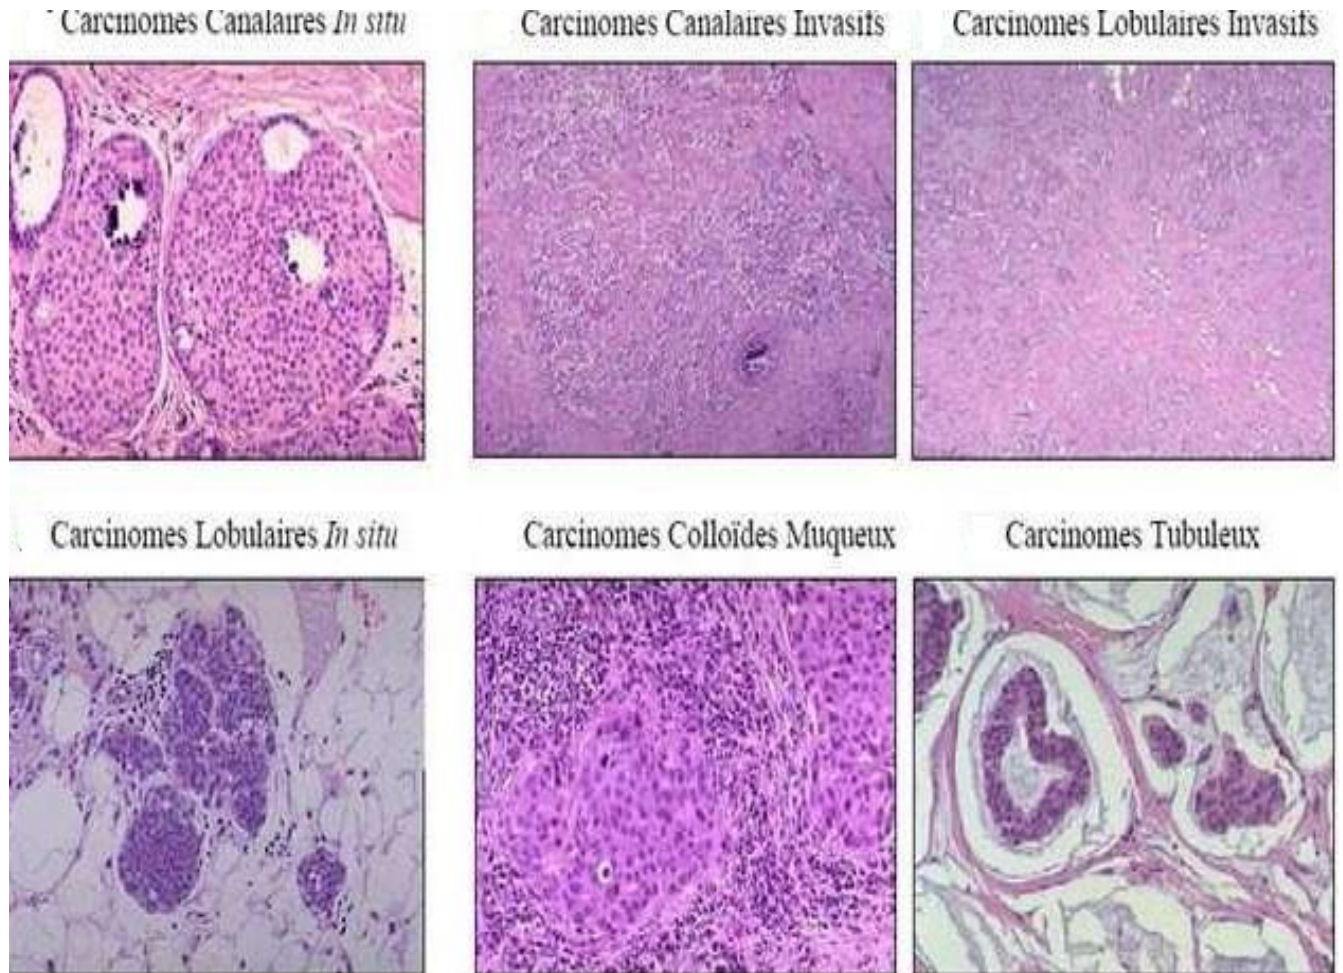 Carcinomes Canalaires In situ
Carcinomes Canalaires Invasifs
Carcinomes Lobulaires Invasifs
Carcinomes Lobulaires In situ
Carcinomes Colloïdes Muqueux
Carcinomes Tubuleux